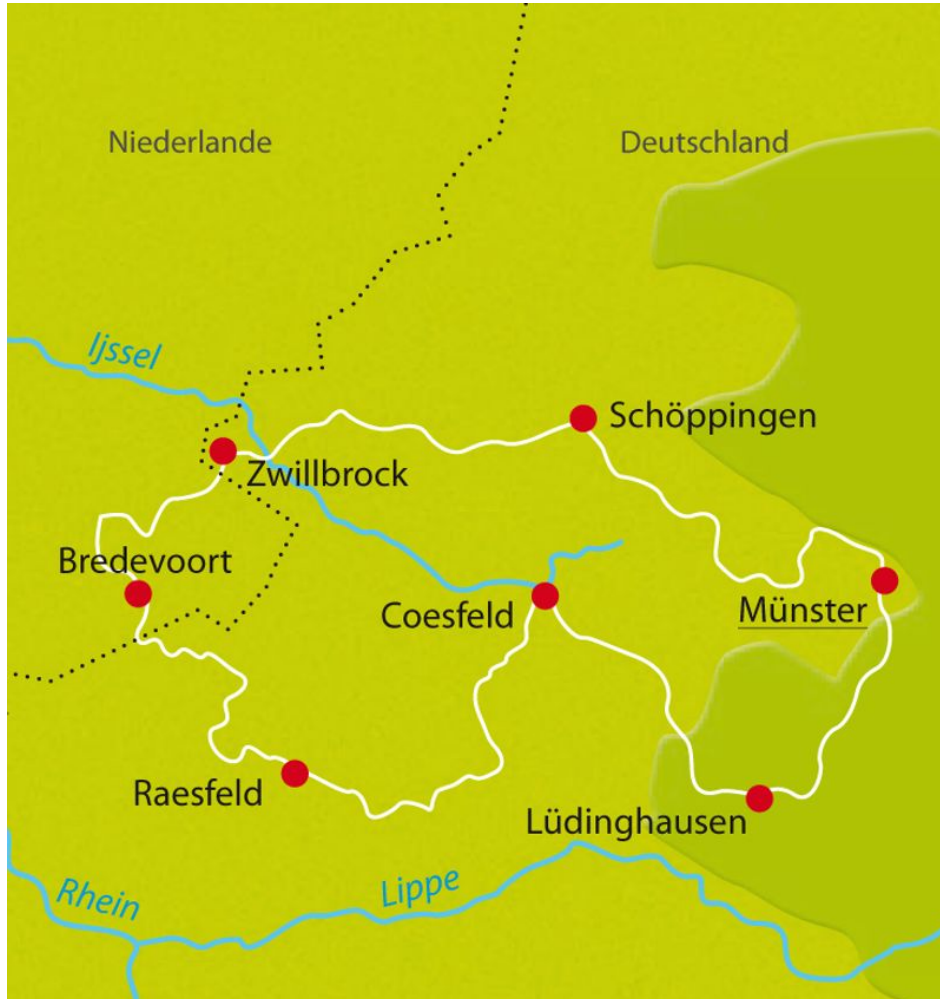 Niederlande
Deutschland
Ijssel
Schöppingen
Zwillbrock
Bredevoort
Coesfeld
Münster
Raesfeld
Lüdinghausen
Rhein
Lippe